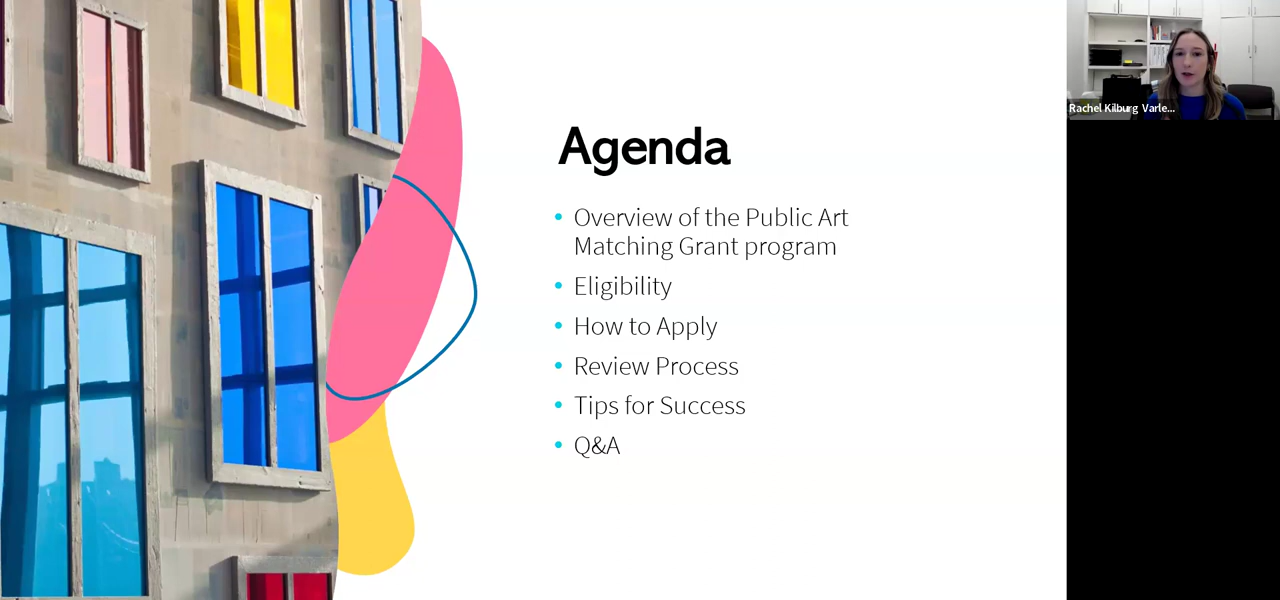 Agenda
• Overview of the Public Art
Matching Grant program
• Eligibility
• How to Apply
• Review Process
• Tips for Success
• Q&A
Rachel Kilburg Varle...